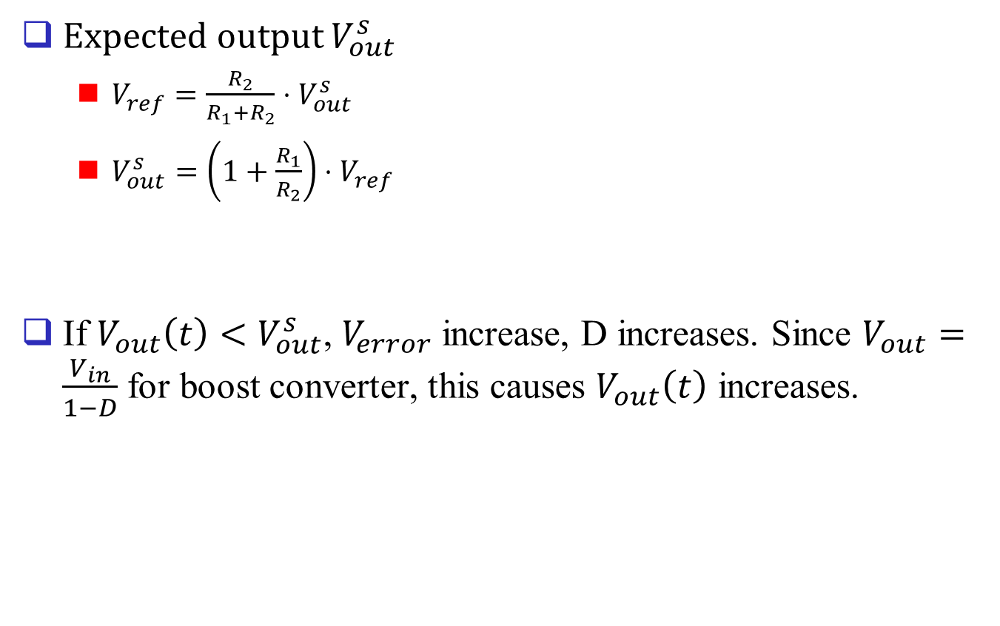 ❑ Expected output $V_{out}^{s}$
■ $V_{ref} = \frac{R_2}{R_1+R_2} \cdot V_{out}^{s}$
■ $V_{out}^{s} = \left(1 + \frac{R_1}{R_2}\right) \cdot V_{ref}$
❑ If $V_{out}(t) < V_{out}^{s}$, $V_{error}$ increase, D increases. Since $V_{out} =$
$\frac{V_{in}}{1-D}$ for boost converter, this causes $V_{out}(t)$ increases.